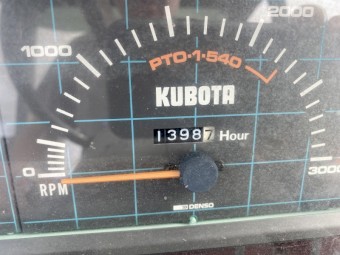 2000
1000
PTO·1·540
KUBOTA
13987 Hour
0
3000
RPM
DENSO